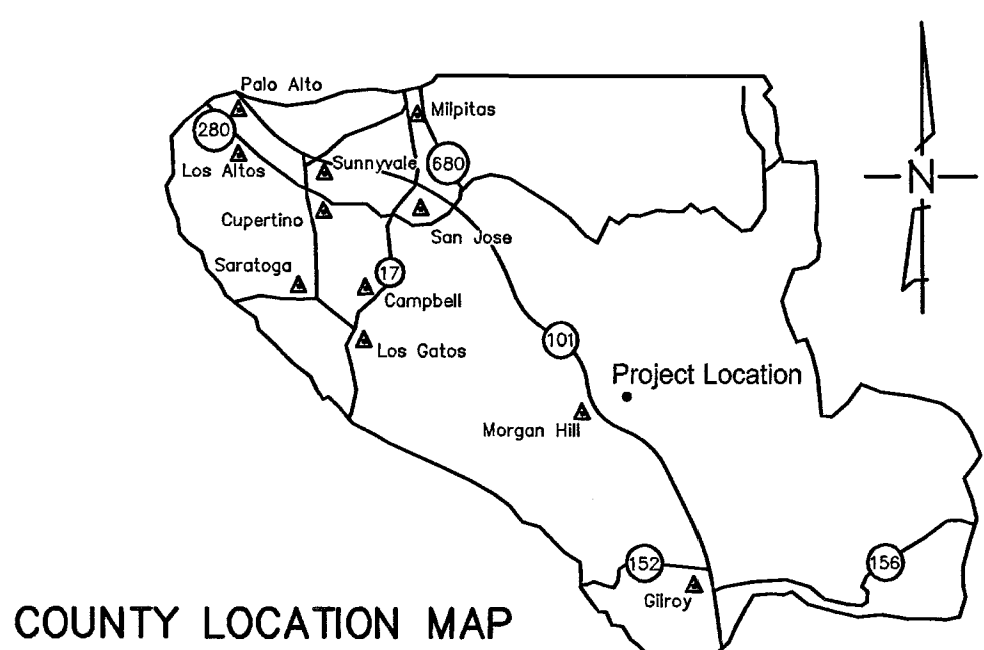 Palo Alto
Milpitas
280
Los Altos
Sunnyvale
680
N
Cupertino
San Jose
Saratoga
17
Campbell
Los Gatos
101
Project Location
Morgan Hill
152
156
Gilroy
COUNTY LOCATION MAP